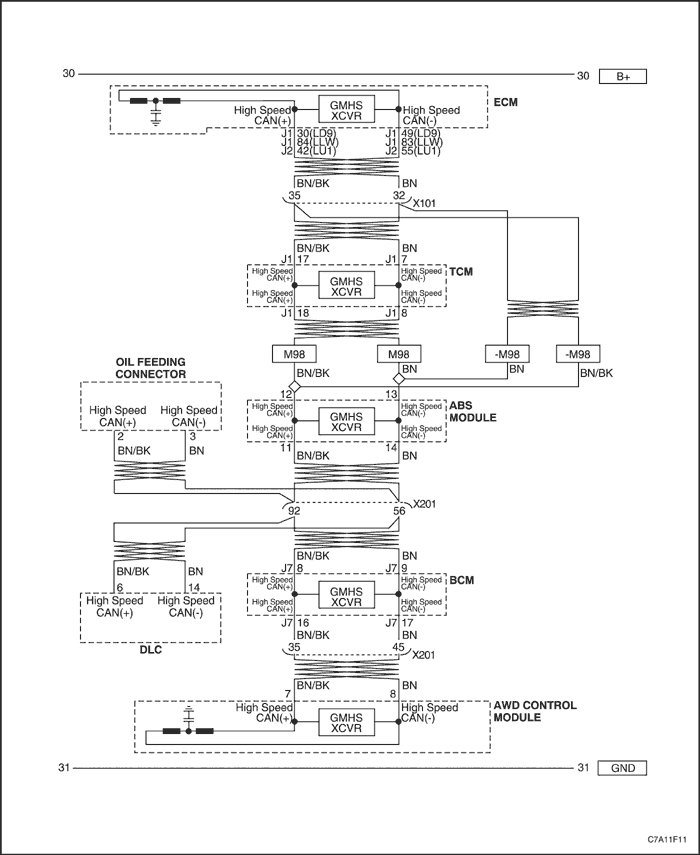 30 30 B+
ECM
High Speed CAN(+) GMHS XCVR High Speed CAN(-)
J1 30(LD9) J1 49(LD9)
J1 84(LLW) J1 83(LLW)
J2 42(LU1) J2 55(LU1)
BN/BK BN
35 32 X101
BN/BK BN
J1 17 J1 7
High Speed CAN(+) GMHS XCVR High Speed CAN(-) TCM
High Speed CAN(+) High Speed CAN(-)
J1 18 J1 8
M98 M98 -M98 -M98
BN/BK BN BN BN/BK
OIL FEEDING
CONNECTOR
12 13
High Speed CAN(+) High Speed CAN(-)
2 3
BN/BK BN
High Speed CAN(+) GMHS XCVR High Speed CAN(-) ABS
High Speed CAN(+) High Speed CAN(-) MODULE
11 14
BN/BK BN
92 56 X201
BN/BK BN
6 14
High Speed CAN(+) High Speed CAN(-)
DLC
BN/BK BN
J7 8 J7 9
High Speed CAN(+) GMHS XCVR High Speed CAN(-) BCM
High Speed CAN(+) High Speed CAN(-)
J7 16 J7 17
BN/BK BN
35 45 X201
BN/BK BN
7 8
High Speed CAN(+) GMHS XCVR High Speed CAN(-) AWD CONTROL
MODULE
31 31 GND
C7A11F11